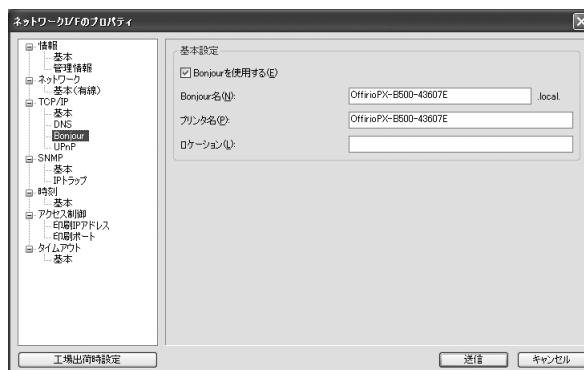 ネットワークI/Fのプロパティ
情報
基本
管理情報
ネットワーク
基本(有線)
TCP/IP
基本
DNS
Bonjour
UPnP
SNMP
基本
IPトラップ
時刻
基本
アクセス制御
印刷IPアドレス
印刷ポート
タイムアウト
基本
基本設定
Bonjourを使用する(E)
Bonjour名(N):
OffirioPX-B500-43607E
.local.
プリンタ名(P):
OffirioPX-B500-43607E
ロケーション(L):
工場出荷時設定
送信
キャンセル